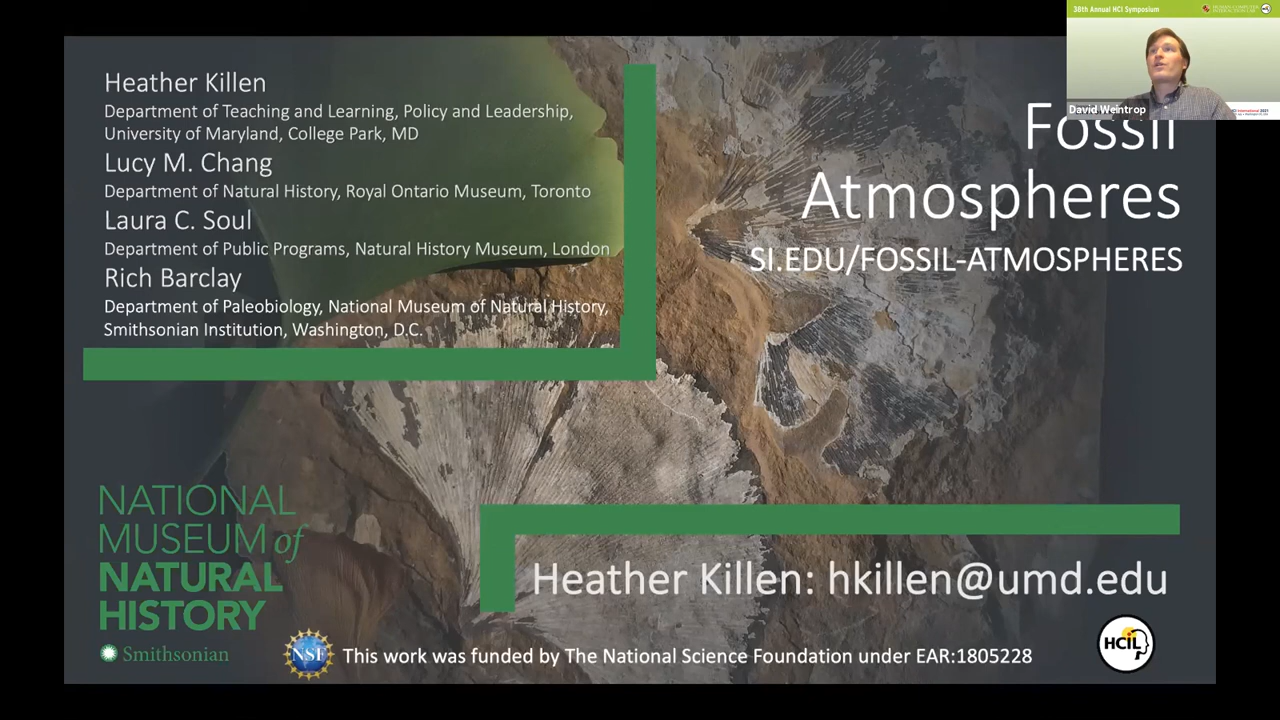 38th Annual HCI Symposium
David Weintrop
Heather Killen
Department of Teaching and Learning, Policy and Leadership,
University of Maryland, College Park, MD
Lucy M. Chang
Department of Natural History, Royal Ontario Museum, Toronto
Laura C. Soul
Department of Public Programs, Natural History Museum, London
Rich Barclay
Department of Paleobiology, National Museum of Natural History,
Smithsonian Institution, Washington, D.C.
Fossil
Atmospheres
SI.EDU/FOSSIL-ATMOSPHERES
NATIONAL
MUSEUM of
NATURAL
HISTORY
Smithsonian
Heather Killen: hkillen@umd.edu
NSF
This work was funded by The National Science Foundation under EAR:1805228
HCIL